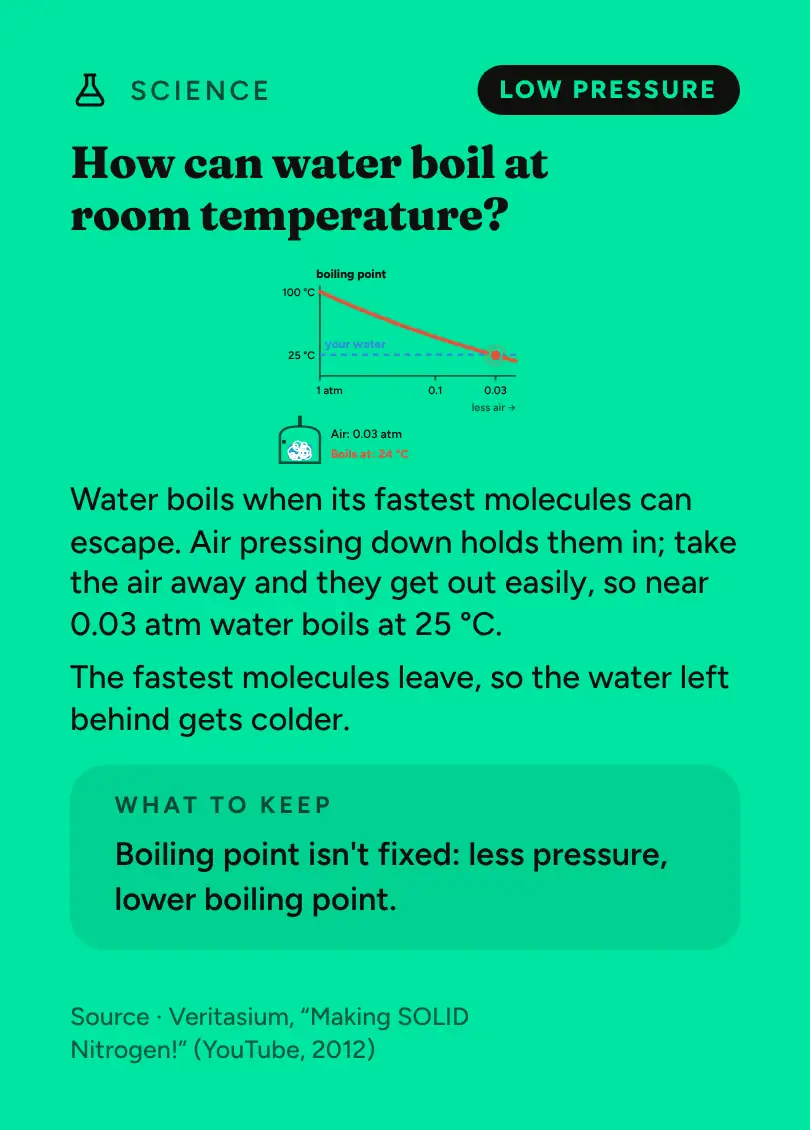 SCIENCE
LOW PRESSURE
How can water boil at
room temperature?
boiling point
100 °C
your water
25 °C
1 atm
0.1
0.03
less air →
Air: 0.03 atm
Boils at: 24 °C
Water boils when its fastest molecules can
escape. Air pressing down holds them in; take
the air away and they get out easily, so near
0.03 atm water boils at 25 °C.
The fastest molecules leave, so the water left
behind gets colder.
WHAT TO KEEP
Boiling point isn't fixed: less pressure,
lower boiling point.
Source · Veritasium, “Making SOLID
Nitrogen!” (YouTube, 2012)